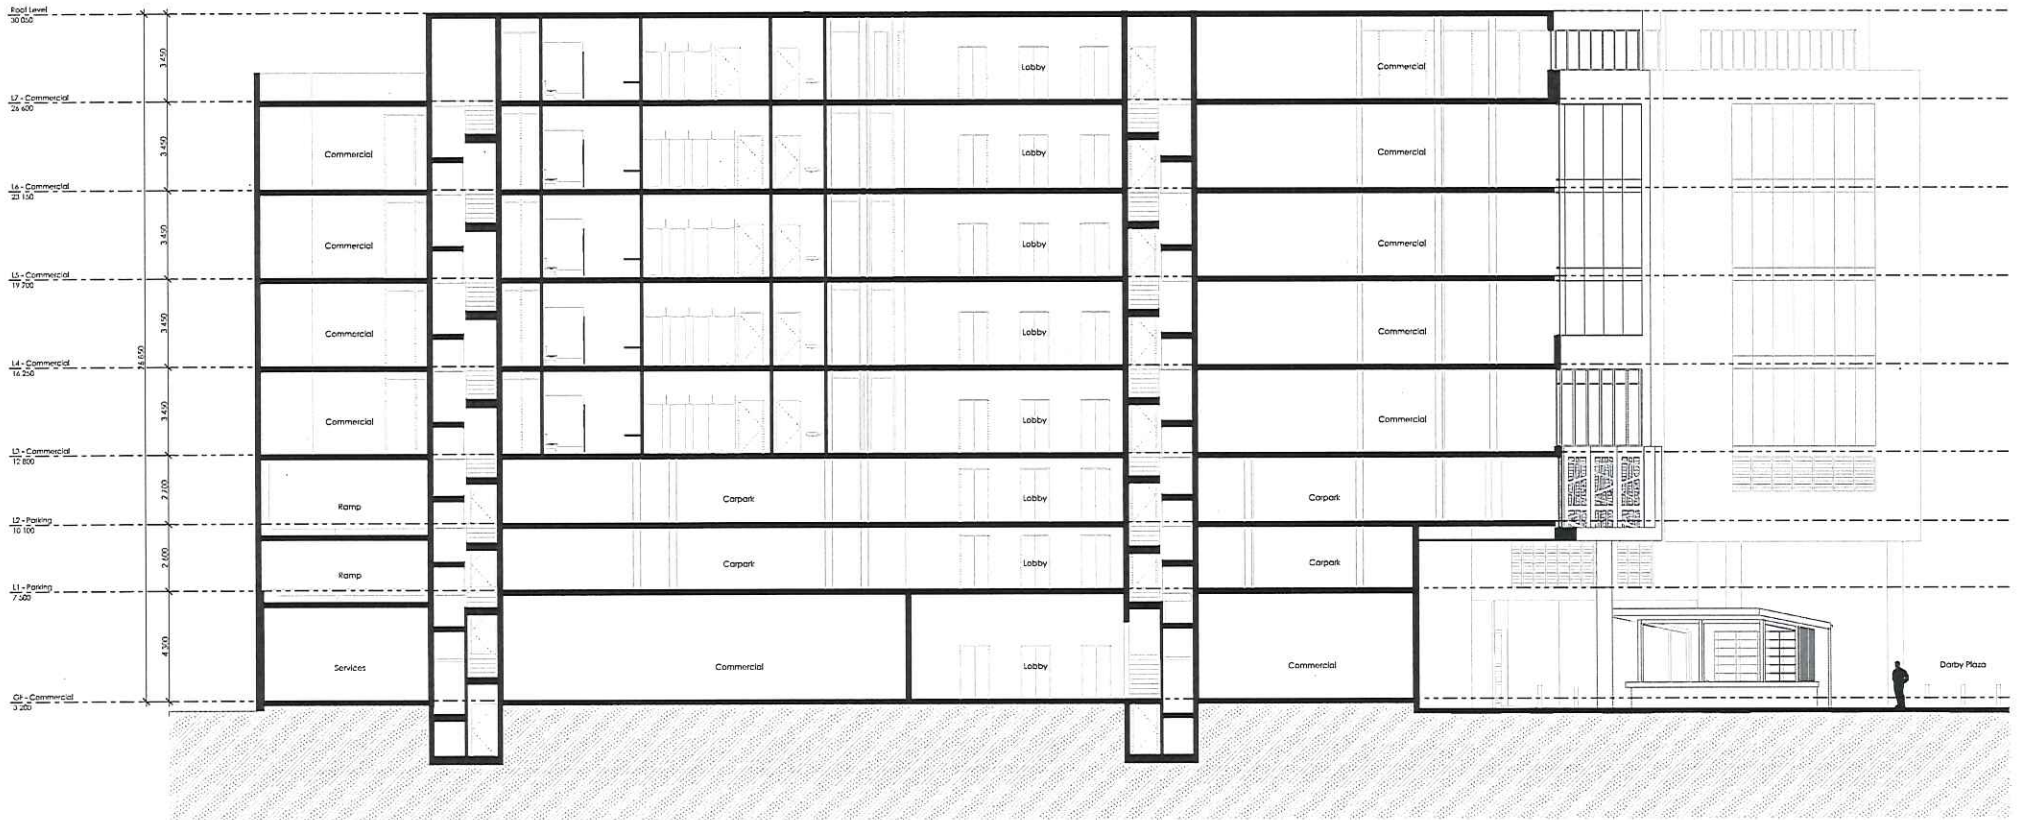 Roof Level
30 050
3 450
Lobby
Commercial
L7 - Commercial
26 600
3 450
Commercial
Lobby
Commercial
L6 - Commercial
23 150
3 450
Commercial
Lobby
Commercial
L5 - Commercial
19 700
3 450
Commercial
Lobby
Commercial
26 850
L4 - Commercial
16 250
3 450
Commercial
Lobby
Commercial
L3 - Commercial
12 800
2 700
Ramp
Carpark
Lobby
Carpark
L2 - Parking
10 100
2 600
Ramp
Carpark
Lobby
Carpark
L1 - Parking
7 500
4 300
Services
Commercial
Lobby
Commercial
Darby Plaza
GF - Commercial
3 200